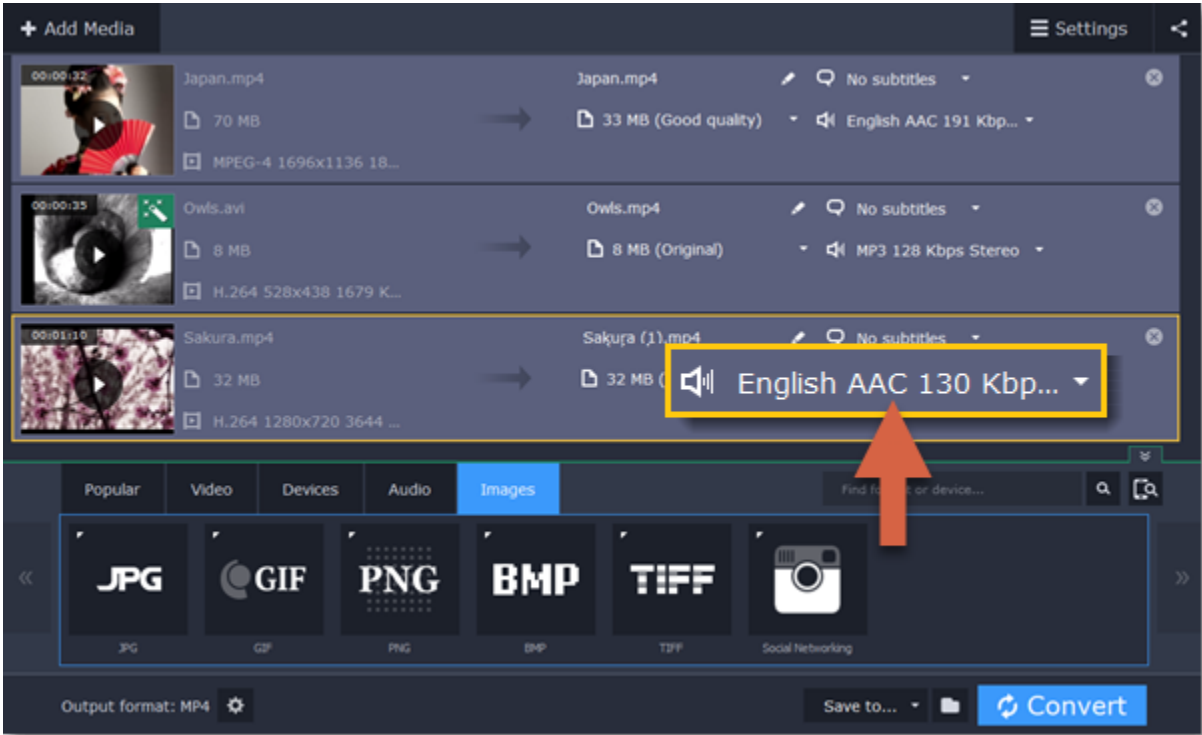 Add Media
Settings
00:00:32
Japan.mp4
Japan.mp4
No subtitles
70 MB
33 MB (Good quality)
English AAC 191 Kbp...
MPEG-4 1696x1136 18...
00:00:35
Owls.avi
Owls.mp4
No subtitles
8 MB
8 MB (Original)
MP3 128 Kbps Stereo
H.264 528x438 1679 K...
00:01:10
Sakura.mp4
Sakura (1).mp4
No subtitles
32 MB
32 MB (
English AAC 130 Kbp...
H.264 1280x720 3644 ...
Popular
Video
Devices
Audio
Images
Find or device...
JPG
GIF
PNG
BMP
TIFF
JPG
GIF
PNG
BMP
TIFF
Social Networking
Output format: MP4
Save to...
Convert